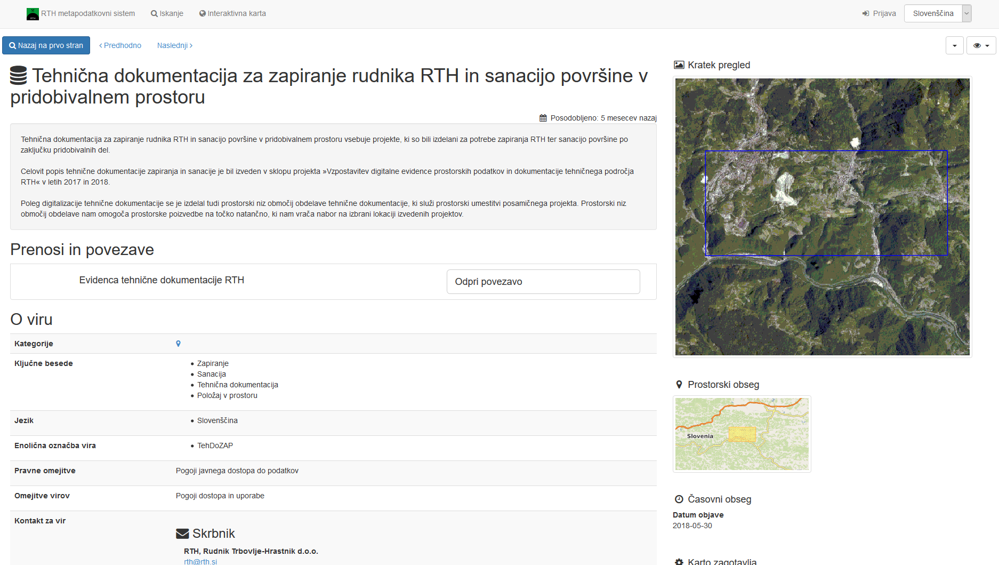 RTH metapodatkovni sistem
Iskanje
Interaktivna karta
Prijava
Slovenščina
Nazaj na prvo stran
Predhodno
Naslednji
Tehnična dokumentacija za zapiranje rudnika RTH in sanacijo površine v
pridobivalnem prostoru
Posodobljeno: 5 mesecev nazaj
Tehnična dokumentacija za zapiranje rudnika RTH in sanacijo površine v pridobivalnem prostoru vsebuje projekte, ki so bili izdelani za potrebe zapiranja RTH ter sanacijo površine po
zaključku pridobivalnih del.
Celovit popis tehnične dokumentacije zapiranja in sanacije je bil izveden v sklopu projekta »Vzpostavitev digitalne evidence prostorskih podatkov in dokumentacije tehničnega področja
RTH« v letih 2017 in 2018.
Poleg digitalizacije tehnične dokumentacije se je izdelal tudi prostorski niz območij obdelave tehnične dokumentacije, ki služi prostorski umestitvi posamičnega projekta. Prostorski niz
območij obdelave nam omogoča prostorske poizvedbe na točko natančno, ki nam vrača nabor na izbrani lokaciji izvedenih projektov.
Prenosi in povezave
Evidenca tehnične dokumentacije RTH
Odpri povezavo
O viru
Kategorije
Ključne besede
Zapiranje
Sanacija
Tehnična dokumentacija
Položaj v prostoru
Jezik
Slovenščina
Enolična označba vira
TehDoZAP
Pravne omejitve
Pogoji javnega dostopa do podatkov
Omejitve virov
Pogoji dostopa in uporabe
Kontakt za vir
Skrbnik
RTH, Rudnik Trbovlje-Hrastnik d.o.o.
rth@rth.si
Kratek pregled
Prostorski obseg
Slovenia
Časovni obseg
Datum objave
2018-05-30
Karto zagotavlja